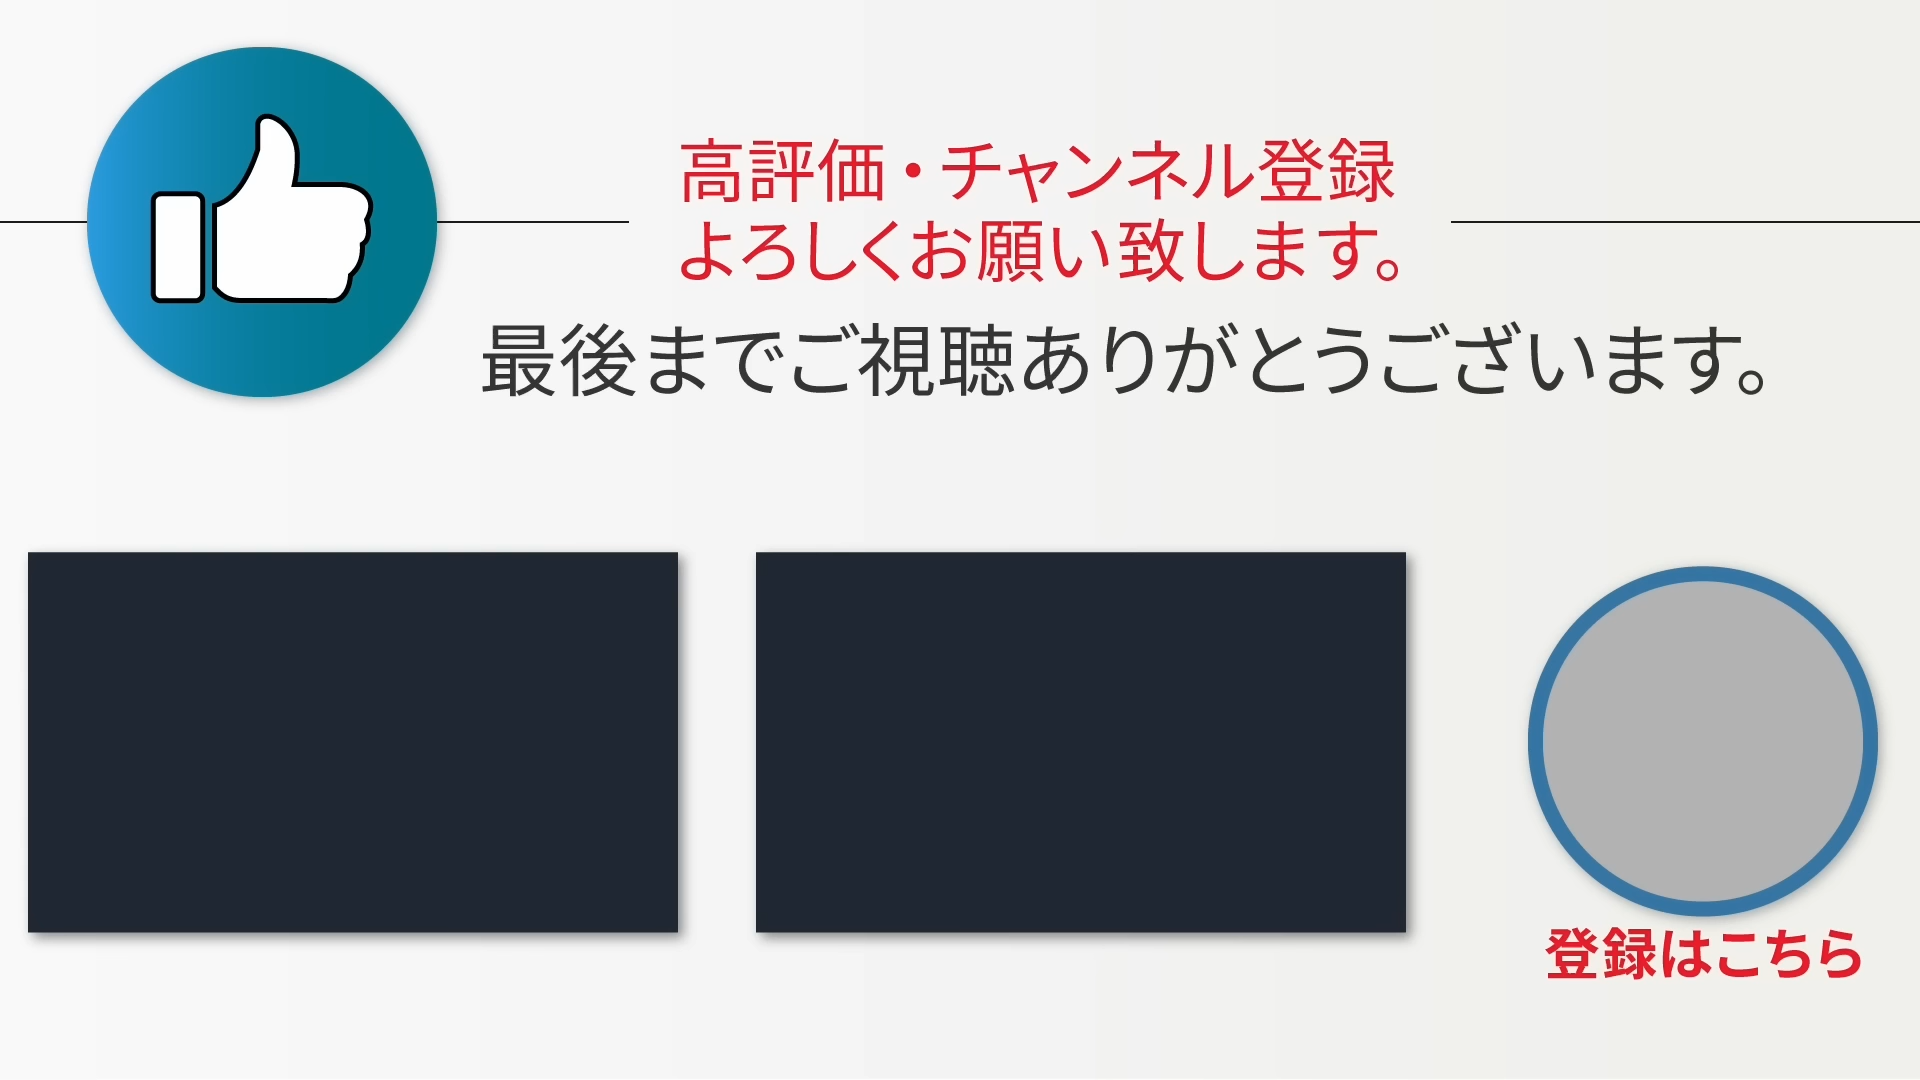 高評価・チャンネル登録
よろしくお願い致します。
最後までご視聴ありがとうございます。
登録はこちら